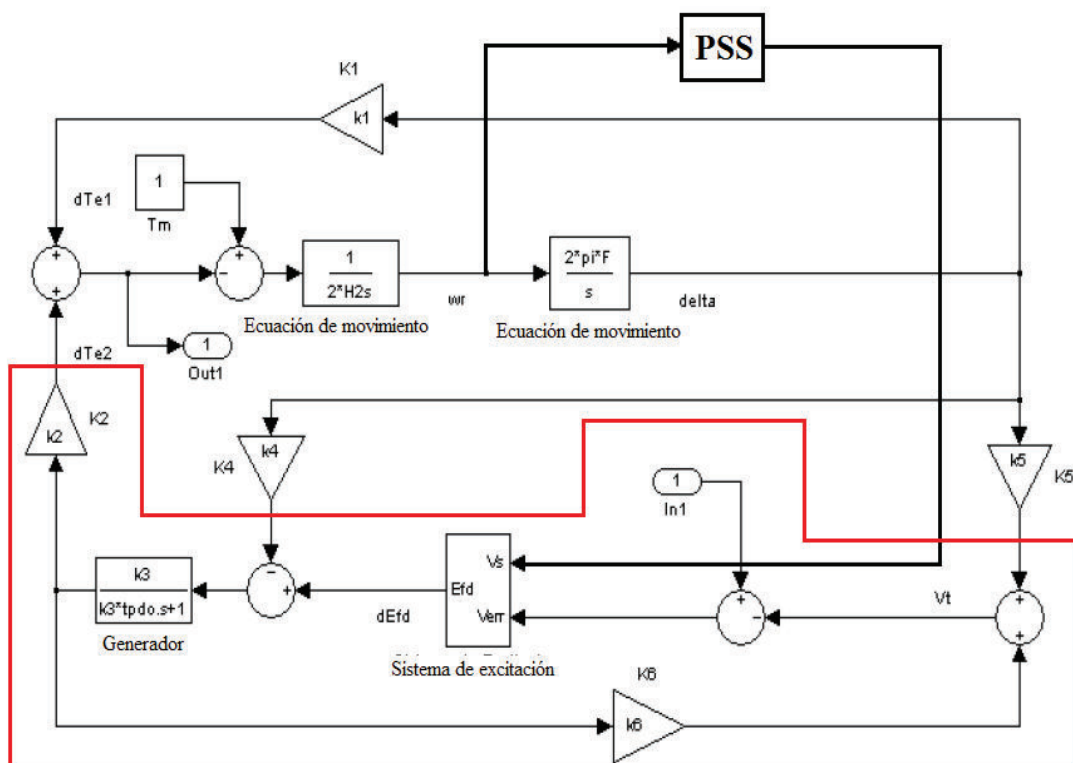 PSS
K1
k1
dTe1
1
Tm
+
+
+
-
1
2*H2s
wr
2*pi*F
s
delta
Ecuación de movimiento
Ecuación de movimiento
dTe2
1
Out1
k2
K2
k4
K4
k5
K5
1
In1
k3
k3*tpdo.s+1
Generador
-
+
dEfd
Vs
Efd
Verr
Sistema de excitación
+
-
Vt
+
+
K6
k6